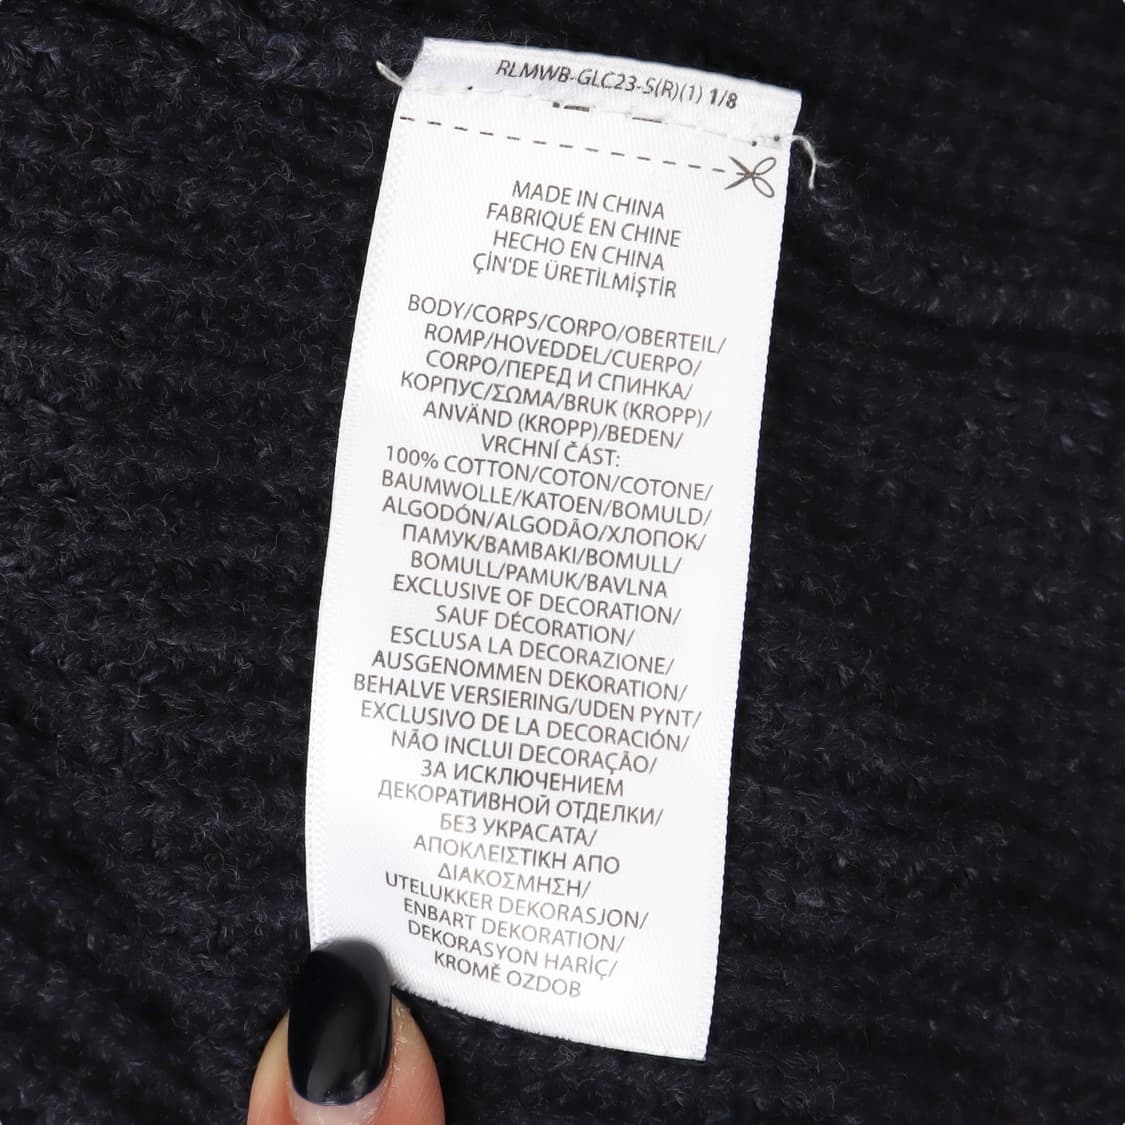 RLMWB-GLC23-S(R)(1) 1/8
MADE IN CHINA
FABRIQUÉ EN CHINE
HECHO EN CHINA
ÇİN'DE ÜRETİLMİŞTİR
BODY/CORPS/CORPO/OBERTEIL/
ROMP/HOVEDDEL/CUERPO/
CORPO/ПЕРЕД И СПИНКА/
КОРПУС/ΣΩΜΑ/BRUK (KROPP)/
ANVÄND (KROPP)/BEDEN/
VRCHNÍ ČÁST:
100% COTTON/COTON/COTONE/
BAUMWOLLE/KATOEN/BOMULD/
ALGODÓN/ALGODÃO/ХЛОПОК/
ПАМУК/ΒΑΜΒΑΚΙ/BOMULL/
BOMULL/PAMUK/BAVLNA
EXCLUSIVE OF DECORATION/
SAUF DÉCORATION/
ESCLUSA LA DECORAZIONE/
AUSGENOMMEN DEKORATION/
BEHALVE VERSIERING/UDEN PYNT/
EXCLUSIVO DE LA DECORACIÓN/
NÃO INCLUI DECORAÇÃO/
ЗА ИСКЛЮЧЕНИЕМ
ДЕКОРАТИВНОЙ ОТДЕЛКИ/
БЕЗ УКРАСАТА/
ΑΠΟΚΛΕΙΣΤΙΚΗ ΑΠΟ
ΔΙΑΚΟΣΜΗΣΗ/
UTELUKKER DEKORASJON/
ENBART DEKORATION/
DEKORASYON HARİÇ/
KROMĚ OZDOB